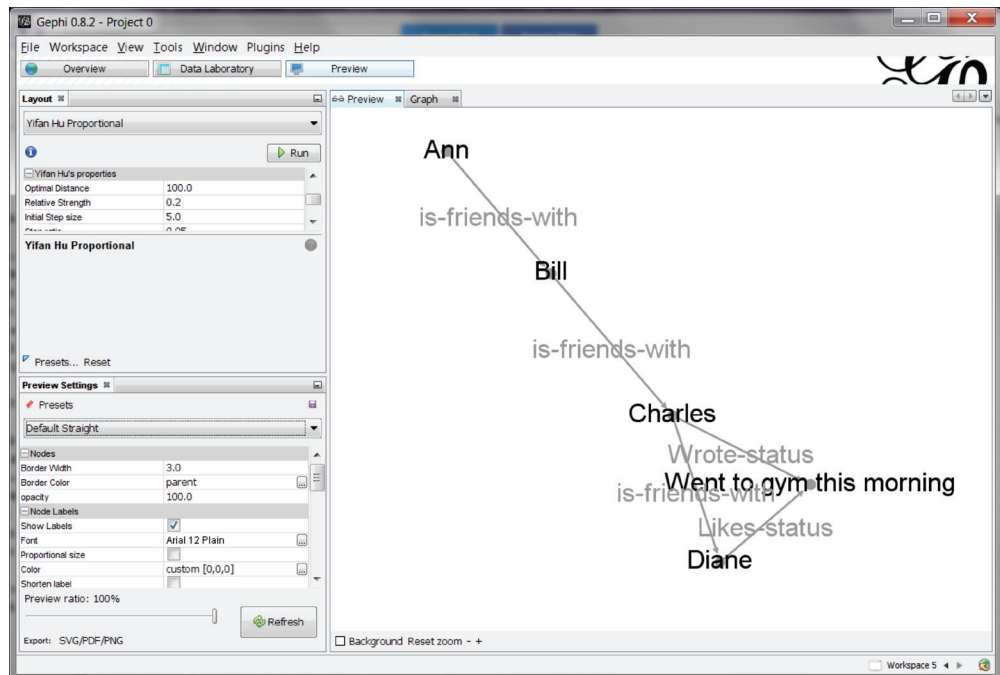 Gephi 0.8.2 - Project 0
File Workspace View Tools Window Plugins Help
Overview Data Laboratory Preview
Layout
Yifan Hu Proportional
Run
Yifan Hu's properties
Optimal Distance 100.0
Relative Strength 0.2
Initial Step size 5.0
Step ratio 0.95
Yifan Hu Proportional
Presets... Reset
Preview Settings
Presets
Default Straight
Nodes
Border Width 3.0
Border Color parent ...
opacity 100.0
Node Labels
Show Labels
Font Arial 12 Plain ...
Proportional size
Color custom [0,0,0] ...
Shorten label
Preview ratio: 100%
Refresh
Export: SVG/PDF/PNG
Preview Graph
Ann
is-friends-with
Bill
is-friends-with
Charles
Wrote-status
Went to gym this morning
is-friends-with
Likes-status
Diane
Background Reset zoom - +
Workspace 5